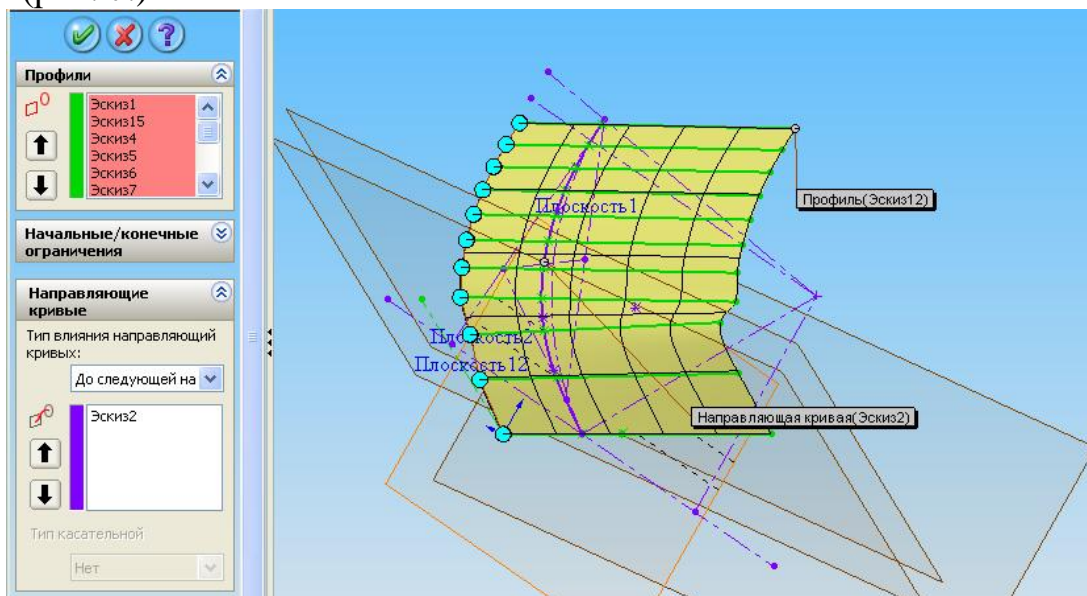 Профили
Эскиз1
Эскиз15
Эскиз4
Эскиз5
Эскиз6
Эскиз7
Начальные/конечные
ограничения
Направляющие
кривые
Тип влияния направляющий
кривых:
До следующей на
Эскиз2
Тип касательной
Нет
Плоскость1
Профиль(Эскиз12)
Плоскость2
Плоскость12
Направляющая кривая(Эскиз2)